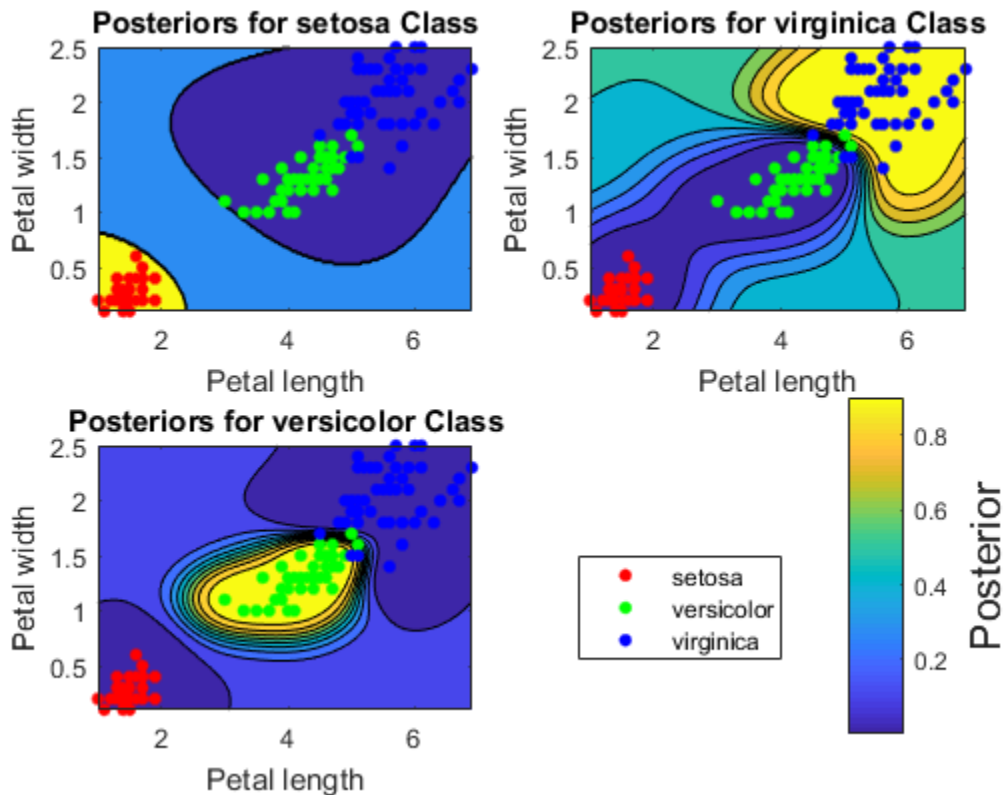 Posteriors for setosa Class
2.5
2
1.5
1
0.5
Petal width
2 4 6
Petal length
Posteriors for virginica Class
2.5
2
1.5
1
0.5
Petal width
2 4 6
Petal length
Posteriors for versicolor Class
2.5
2
1.5
1
0.5
Petal width
2 4 6
Petal length
setosa
versicolor
virginica
0.8
0.6
0.4
0.2
Posterior